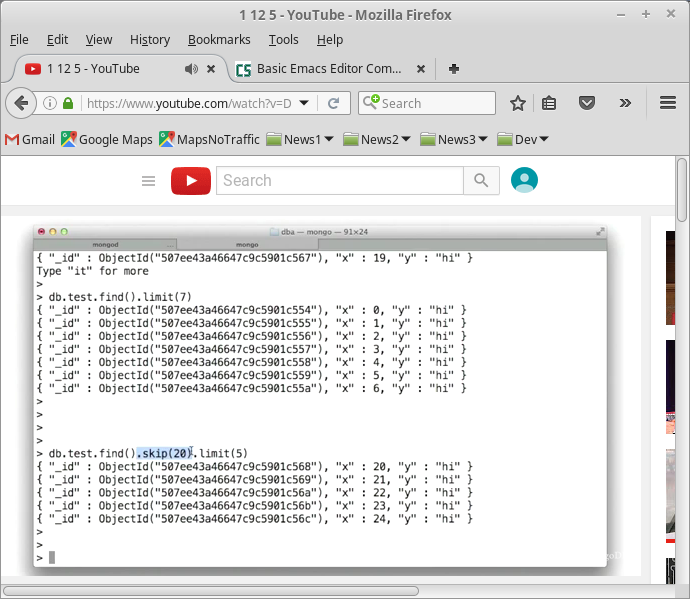 1 12 5 - YouTube - Mozilla Firefox
File Edit View History Bookmarks Tools Help
1 12 5 - YouTube
Basic Emacs Editor Com...
https://www.youtube.com/watch?v=D
Search
Gmail Google Maps MapsNoTraffic News1 News2 News3 Dev
Search
dba — mongo — 91×24
mongod mongo
{ "_id" : ObjectId("507ee43a46647c9c5901c567"), "x" : 19, "y" : "hi" }
Type "it" for more
>
> db.test.find().limit(7)
{ "_id" : ObjectId("507ee43a46647c9c5901c554"), "x" : 0, "y" : "hi" }
{ "_id" : ObjectId("507ee43a46647c9c5901c555"), "x" : 1, "y" : "hi" }
{ "_id" : ObjectId("507ee43a46647c9c5901c556"), "x" : 2, "y" : "hi" }
{ "_id" : ObjectId("507ee43a46647c9c5901c557"), "x" : 3, "y" : "hi" }
{ "_id" : ObjectId("507ee43a46647c9c5901c558"), "x" : 4, "y" : "hi" }
{ "_id" : ObjectId("507ee43a46647c9c5901c559"), "x" : 5, "y" : "hi" }
{ "_id" : ObjectId("507ee43a46647c9c5901c55a"), "x" : 6, "y" : "hi" }
>
>
>
>
> db.test.find().skip(20).limit(5)
{ "_id" : ObjectId("507ee43a46647c9c5901c568"), "x" : 20, "y" : "hi" }
{ "_id" : ObjectId("507ee43a46647c9c5901c569"), "x" : 21, "y" : "hi" }
{ "_id" : ObjectId("507ee43a46647c9c5901c56a"), "x" : 22, "y" : "hi" }
{ "_id" : ObjectId("507ee43a46647c9c5901c56b"), "x" : 23, "y" : "hi" }
{ "_id" : ObjectId("507ee43a46647c9c5901c56c"), "x" : 24, "y" : "hi" }
>
>
>